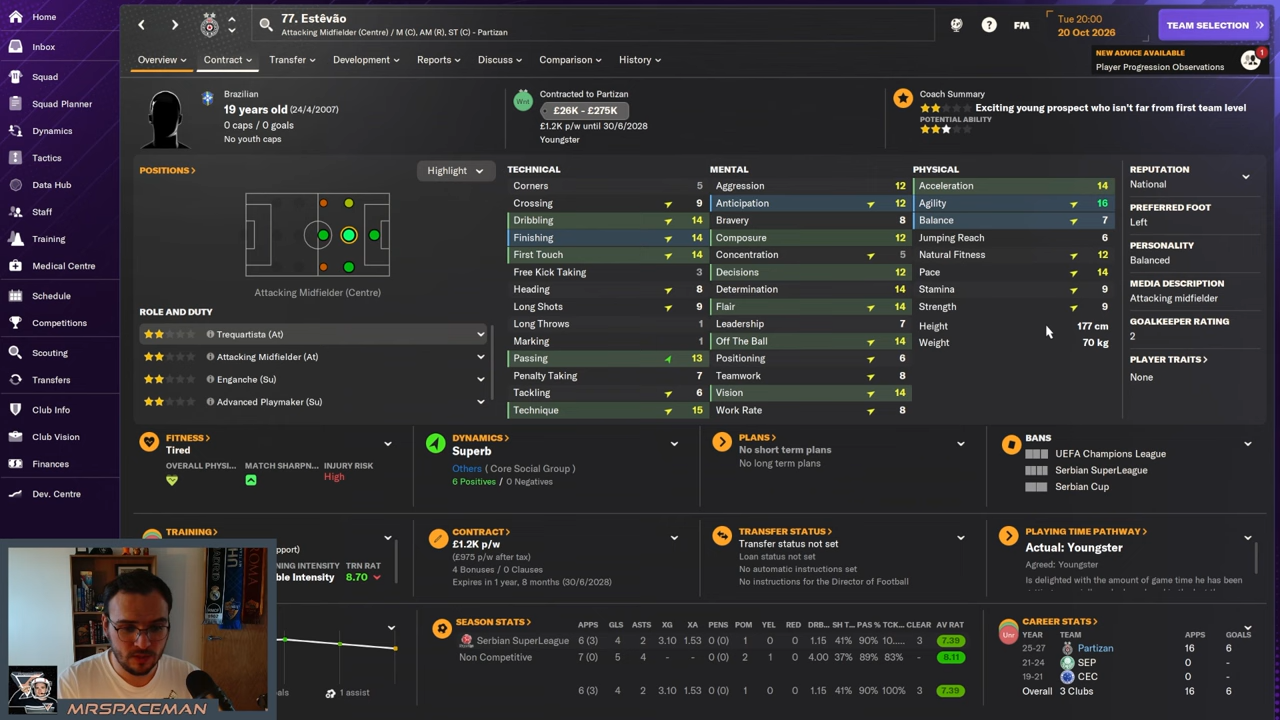 Home
Inbox
Squad
Squad Planner
Dynamics
Tactics
Data Hub
Staff
Training
Medical Centre
Schedule
Competitions
Scouting
Transfers
Club Info
Club Vision
Finances
Dev. Centre
77. Estêvão
Attacking Midfielder (Centre) / M (C), AM (R), ST (C) - Partizan
FM
Tue 20:00
20 Oct 2026
TEAM SELECTION
Overview Contract Transfer Development Reports Discuss Comparison History
NEW ADVICE AVAILABLE
Player Progression Observations
1
Brazilian
19 years old (24/4/2007)
0 caps / 0 goals
No youth caps
Wnt
Contracted to Partizan
£26K - £275K
£1.2K p/w until 30/6/2028
Youngster
Coach Summary
Exciting young prospect who isn't far from first team level
POTENTIAL ABILITY
POSITIONS
Highlight
Attacking Midfielder (Centre)
ROLE AND DUTY
Trequartista (At)
Attacking Midfielder (At)
Enganche (Su)
Advanced Playmaker (Su)
TECHNICAL
Corners 5
Crossing 9
Dribbling 14
Finishing 14
First Touch 14
Free Kick Taking 3
Heading 8
Long Shots 9
Long Throws 1
Marking 1
Passing 13
Penalty Taking 7
Tackling 6
Technique 15
MENTAL
Aggression 12
Anticipation 12
Bravery 8
Composure 12
Concentration 5
Decisions 12
Determination 14
Flair 14
Leadership 7
Off The Ball 14
Positioning 6
Teamwork 8
Vision 14
Work Rate 8
PHYSICAL
Acceleration 14
Agility 16
Balance 7
Jumping Reach 6
Natural Fitness 12
Pace 14
Stamina 9
Strength 9
Height 177 cm
Weight 70 kg
REPUTATION
National
PREFERRED FOOT
Left
PERSONALITY
Balanced
MEDIA DESCRIPTION
Attacking midfielder
GOALKEEPER RATING
2
PLAYER TRAITS
None
FITNESS
Tired
OVERALL PHYSI... MATCH SHARPN... INJURY RISK
High
DYNAMICS
Superb
Others ( Core Social Group )
6 Positives / 0 Negatives
PLANS
No short term plans
No long term plans
BANS
UEFA Champions League
Serbian SuperLeague
Serbian Cup
TRAINING
pport)
NING INTENSITY TRN RAT
ble Intensity 8.70
CONTRACT
£1.2K p/w
(£975 p/w after tax)
4 Bonuses / 0 Clauses
Expires in 1 year, 8 months (30/6/2028)
TRANSFER STATUS
Transfer status not set
Loan status not set
No automatic instructions set
No instructions for the Director of Football
PLAYING TIME PATHWAY
Actual: Youngster
Agreed: Youngster
Is delighted with the amount of game time he has been
als 1 assist
SEASON STATS APPS GLS ASTS XG XA PENS POM YEL RED DRB... SH T... PAS % TCK... CLEAR AV RAT
Serbian SuperLeague 6 (3) 4 2 3.10 1.53 0 (0) 1 0 0 1.15 41% 90% 10..... 3 7.39
Non Competitive 7 (0) 5 4 - - 0 (0) 2 1 0 4.00 37% 89% 83% - 8.11
6 (3) 4 2 3.10 1.53 0 (0) 1 0 0 1.15 41% 90% 100% 3 7.39
Unr
CAREER STATS
YEAR TEAM APPS GOALS
25-27 Partizan 16 6
21-24 SEP 0 -
19-21 CEC 0 -
Overall 3 Clubs 16 6
MRSPACEMAN